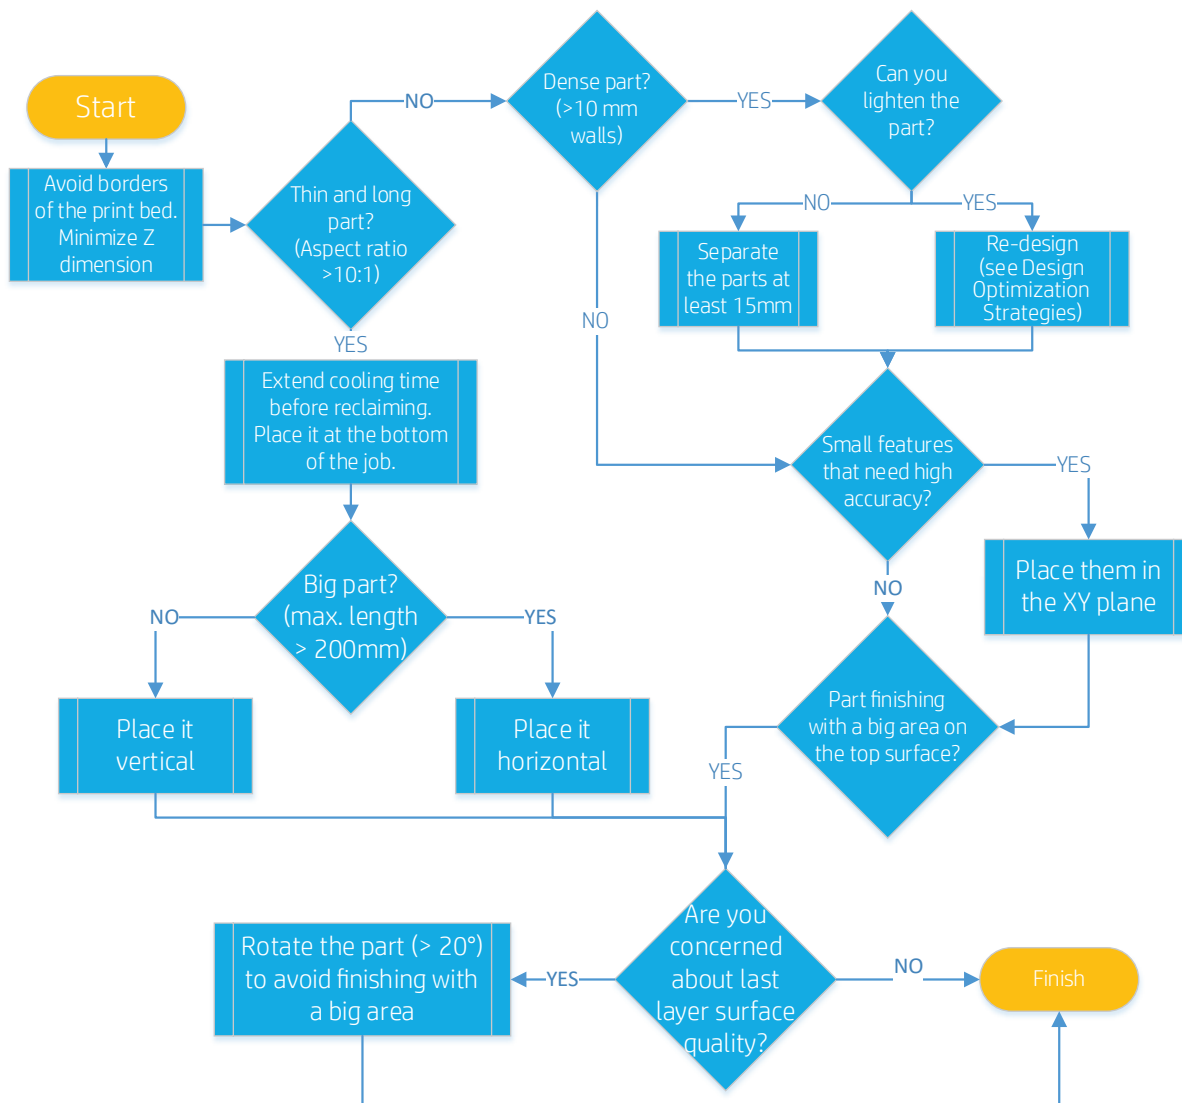 Start
Avoid borders
of the print bed.
Minimize Z
dimension
Thin and long
part?
(Aspect ratio
>10:1)
NO
Dense part?
(>10 mm
walls)
YES
Can you
lighten the
part?
NO
YES
Separate
the parts at
least 15mm
Re-design
(see Design
Optimization
Strategies)
NO
YES
Extend cooling time
before reclaiming.
Place it at the bottom
of the job.
Small features
that need high
accuracy?
YES
Place them in
the XY plane
NO
Big part?
(max. length
> 200mm)
NO
YES
Place it
vertical
Place it
horizontal
Part finishing
with a big area on
the top surface?
YES
Are you
concerned
about last
layer surface
quality?
YES
NO
Rotate the part (> 20°)
to avoid finishing with
a big area
Finish